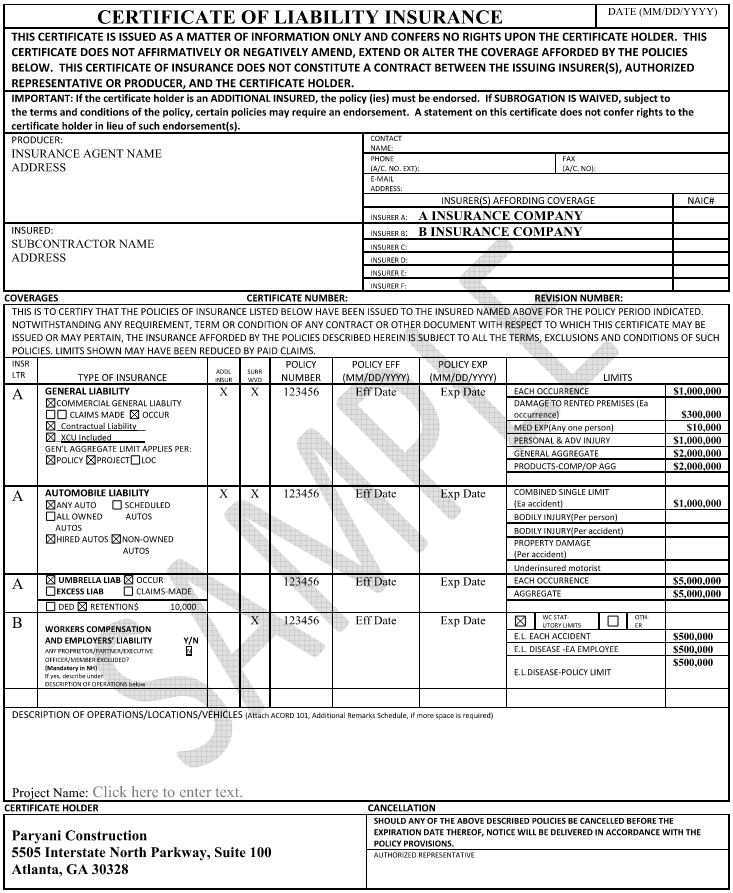 CERTIFICATE OF LIABILITY INSURANCE
DATE (MM/DD/YYYY)
THIS CERTIFICATE IS ISSUED AS A MATTER OF INFORMATION ONLY AND CONFERS NO RIGHTS UPON THE CERTIFICATE HOLDER. THIS
CERTIFICATE DOES NOT AFFIRMATIVELY OR NEGATIVELY AMEND, EXTEND OR ALTER THE COVERAGE AFFORDED BY THE POLICIES
BELOW. THIS CERTIFICATE OF INSURANCE DOES NOT CONSTITUTE A CONTRACT BETWEEN THE ISSUING INSURER(S), AUTHORIZED
REPRESENTATIVE OR PRODUCER, AND THE CERTIFICATE HOLDER.
IMPORTANT: If the certificate holder is an ADDITIONAL INSURED, the policy (ies) must be endorsed. If SUBROGATION IS WAIVED, subject to
the terms and conditions of the policy, certain policies may require an endorsement. A statement on this certificate does not confer rights to the
certificate holder in lieu of such endorsement(s).
PRODUCER:
INSURANCE AGENT NAME
ADDRESS
CONTACT
NAME:
PHONE
(A/C. NO. EXT):
FAX
(A/C. NO):
E-MAIL
ADDRESS:
INSURER(S) AFFORDING COVERAGE NAIC#
INSURER A: A INSURANCE COMPANY
INSURER B: B INSURANCE COMPANY
INSURER C:
INSURER D:
INSURER E:
INSURER F:
INSURED:
SUBCONTRACTOR NAME
ADDRESS
COVERAGES CERTIFICATE NUMBER: REVISION NUMBER:
THIS IS TO CERTIFY THAT THE POLICIES OF INSURANCE LISTED BELOW HAVE BEEN ISSUED TO THE INSURED NAMED ABOVE FOR THE POLICY PERIOD INDICATED.
NOTWITHSTANDING ANY REQUIREMENT, TERM OR CONDITION OF ANY CONTRACT OR OTHER DOCUMENT WITH RESPECT TO WHICH THIS CERTIFICATE MAY BE
ISSUED OR MAY PERTAIN, THE INSURANCE AFFORDED BY THE POLICIES DESCRIBED HEREIN IS SUBJECT TO ALL THE TERMS, EXCLUSIONS AND CONDITIONS OF SUCH
POLICIES. LIMITS SHOWN MAY HAVE BEEN REDUCED BY PAID CLAIMS.
INSR
LTR
TYPE OF INSURANCE
ADDL
INSUR
SUBR
WVD
POLICY
NUMBER
POLICY EFF
(MM/DD/YYYY)
POLICY EXP
(MM/DD/YYYY)
LIMITS
A
GENERAL LIABILITY
☒COMMERCIAL GENERAL LIABLITY
☐☐ CLAIMS MADE ☒ OCCUR
☒ Contractual Liability
☒ XCU Included
GEN'L AGGREGATE LIMIT APPLIES PER:
☒POLICY ☒PROJECT☐LOC
X X 123456 Eff Date Exp Date
EACH OCCURRENCE $1,000,000
DAMAGE TO RENTED PREMISES (Ea
occurrence) $300,000
MED EXP(Any one person) $10,000
PERSONAL & ADV INJURY $1,000,000
GENERAL AGGREGATE $2,000,000
PRODUCTS-COMP/OP AGG $2,000,000
A
AUTOMOBILE LIABILITY
☒ANY AUTO ☐ SCHEDULED
☐ALL OWNED AUTOS
AUTOS
☒HIRED AUTOS ☒NON-OWNED
AUTOS
X X 123456 Eff Date Exp Date
COMBINED SINGLE LIMIT
(Ea accident) $1,000,000
BODILY INJURY(Per person)
BODILY INJURY(Per accident)
PROPERTY DAMAGE
(Per accident)
Underinsured motorist
A
☒ UMBRELLA LIAB ☒ OCCUR
☐EXCESS LIAB ☐ CLAIMS-MADE
☐ DED ☒ RETENTION$ 10,000
123456 Eff Date Exp Date
EACH OCCURRENCE $5,000,000
AGGREGATE $5,000,000
B
WORKERS COMPENSATION
AND EMPLOYERS' LIABILITY Y/N
ANY PROPRIETOR/PARTNER/EXECUTIVE N
OFFICER/MEMBER EXCLUDED?
(Mandatory in NH)
If yes, describe under
DESCRIPTION OF OPERATIONS below
X 123456 Eff Date Exp Date
☒ WC STAT-
UTORY LIMITS
☐ OTH-
ER
E.L. EACH ACCIDENT $500,000
E.L. DISEASE -EA EMPLOYEE $500,000
E.L.DISEASE-POLICY LIMIT $500,000
DESCRIPTION OF OPERATIONS/LOCATIONS/VEHICLES (Attach ACORD 101, Additional Remarks Schedule, if more space is required)
Project Name: Click here to enter text.
SAMPLE
CERTIFICATE HOLDER
Paryani Construction
5505 Interstate North Parkway, Suite 100
Atlanta, GA 30328
CANCELLATION
SHOULD ANY OF THE ABOVE DESCRIBED POLICIES BE CANCELLED BEFORE THE
EXPIRATION DATE THEREOF, NOTICE WILL BE DELIVERED IN ACCORDANCE WITH THE
POLICY PROVISIONS.
AUTHORIZED REPRESENTATIVE